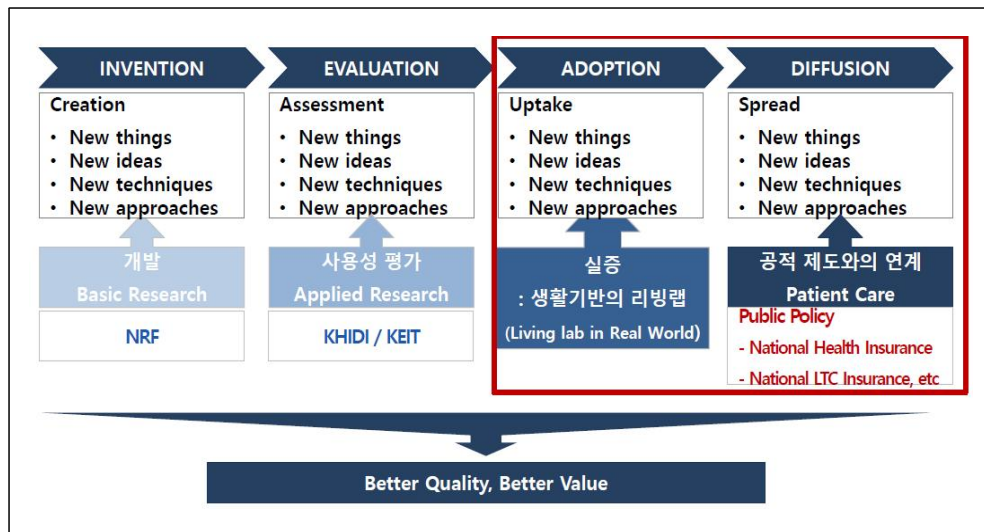 INVENTION
Creation
• New things
• New ideas
• New techniques
• New approaches
개발
Basic Research
NRF
EVALUATION
Assessment
• New things
• New ideas
• New techniques
• New approaches
사용성 평가
Applied Research
KHIDI / KEIT
ADOPTION
Uptake
• New things
• New ideas
• New techniques
• New approaches
실증
: 생활기반의 리빙랩
(Living lab in Real World)
DIFFUSION
Spread
• New things
• New ideas
• New techniques
• New approaches
공적 제도와의 연계
Patient Care
Public Policy
- National Health Insurance
- National LTC Insurance, etc
Better Quality, Better Value